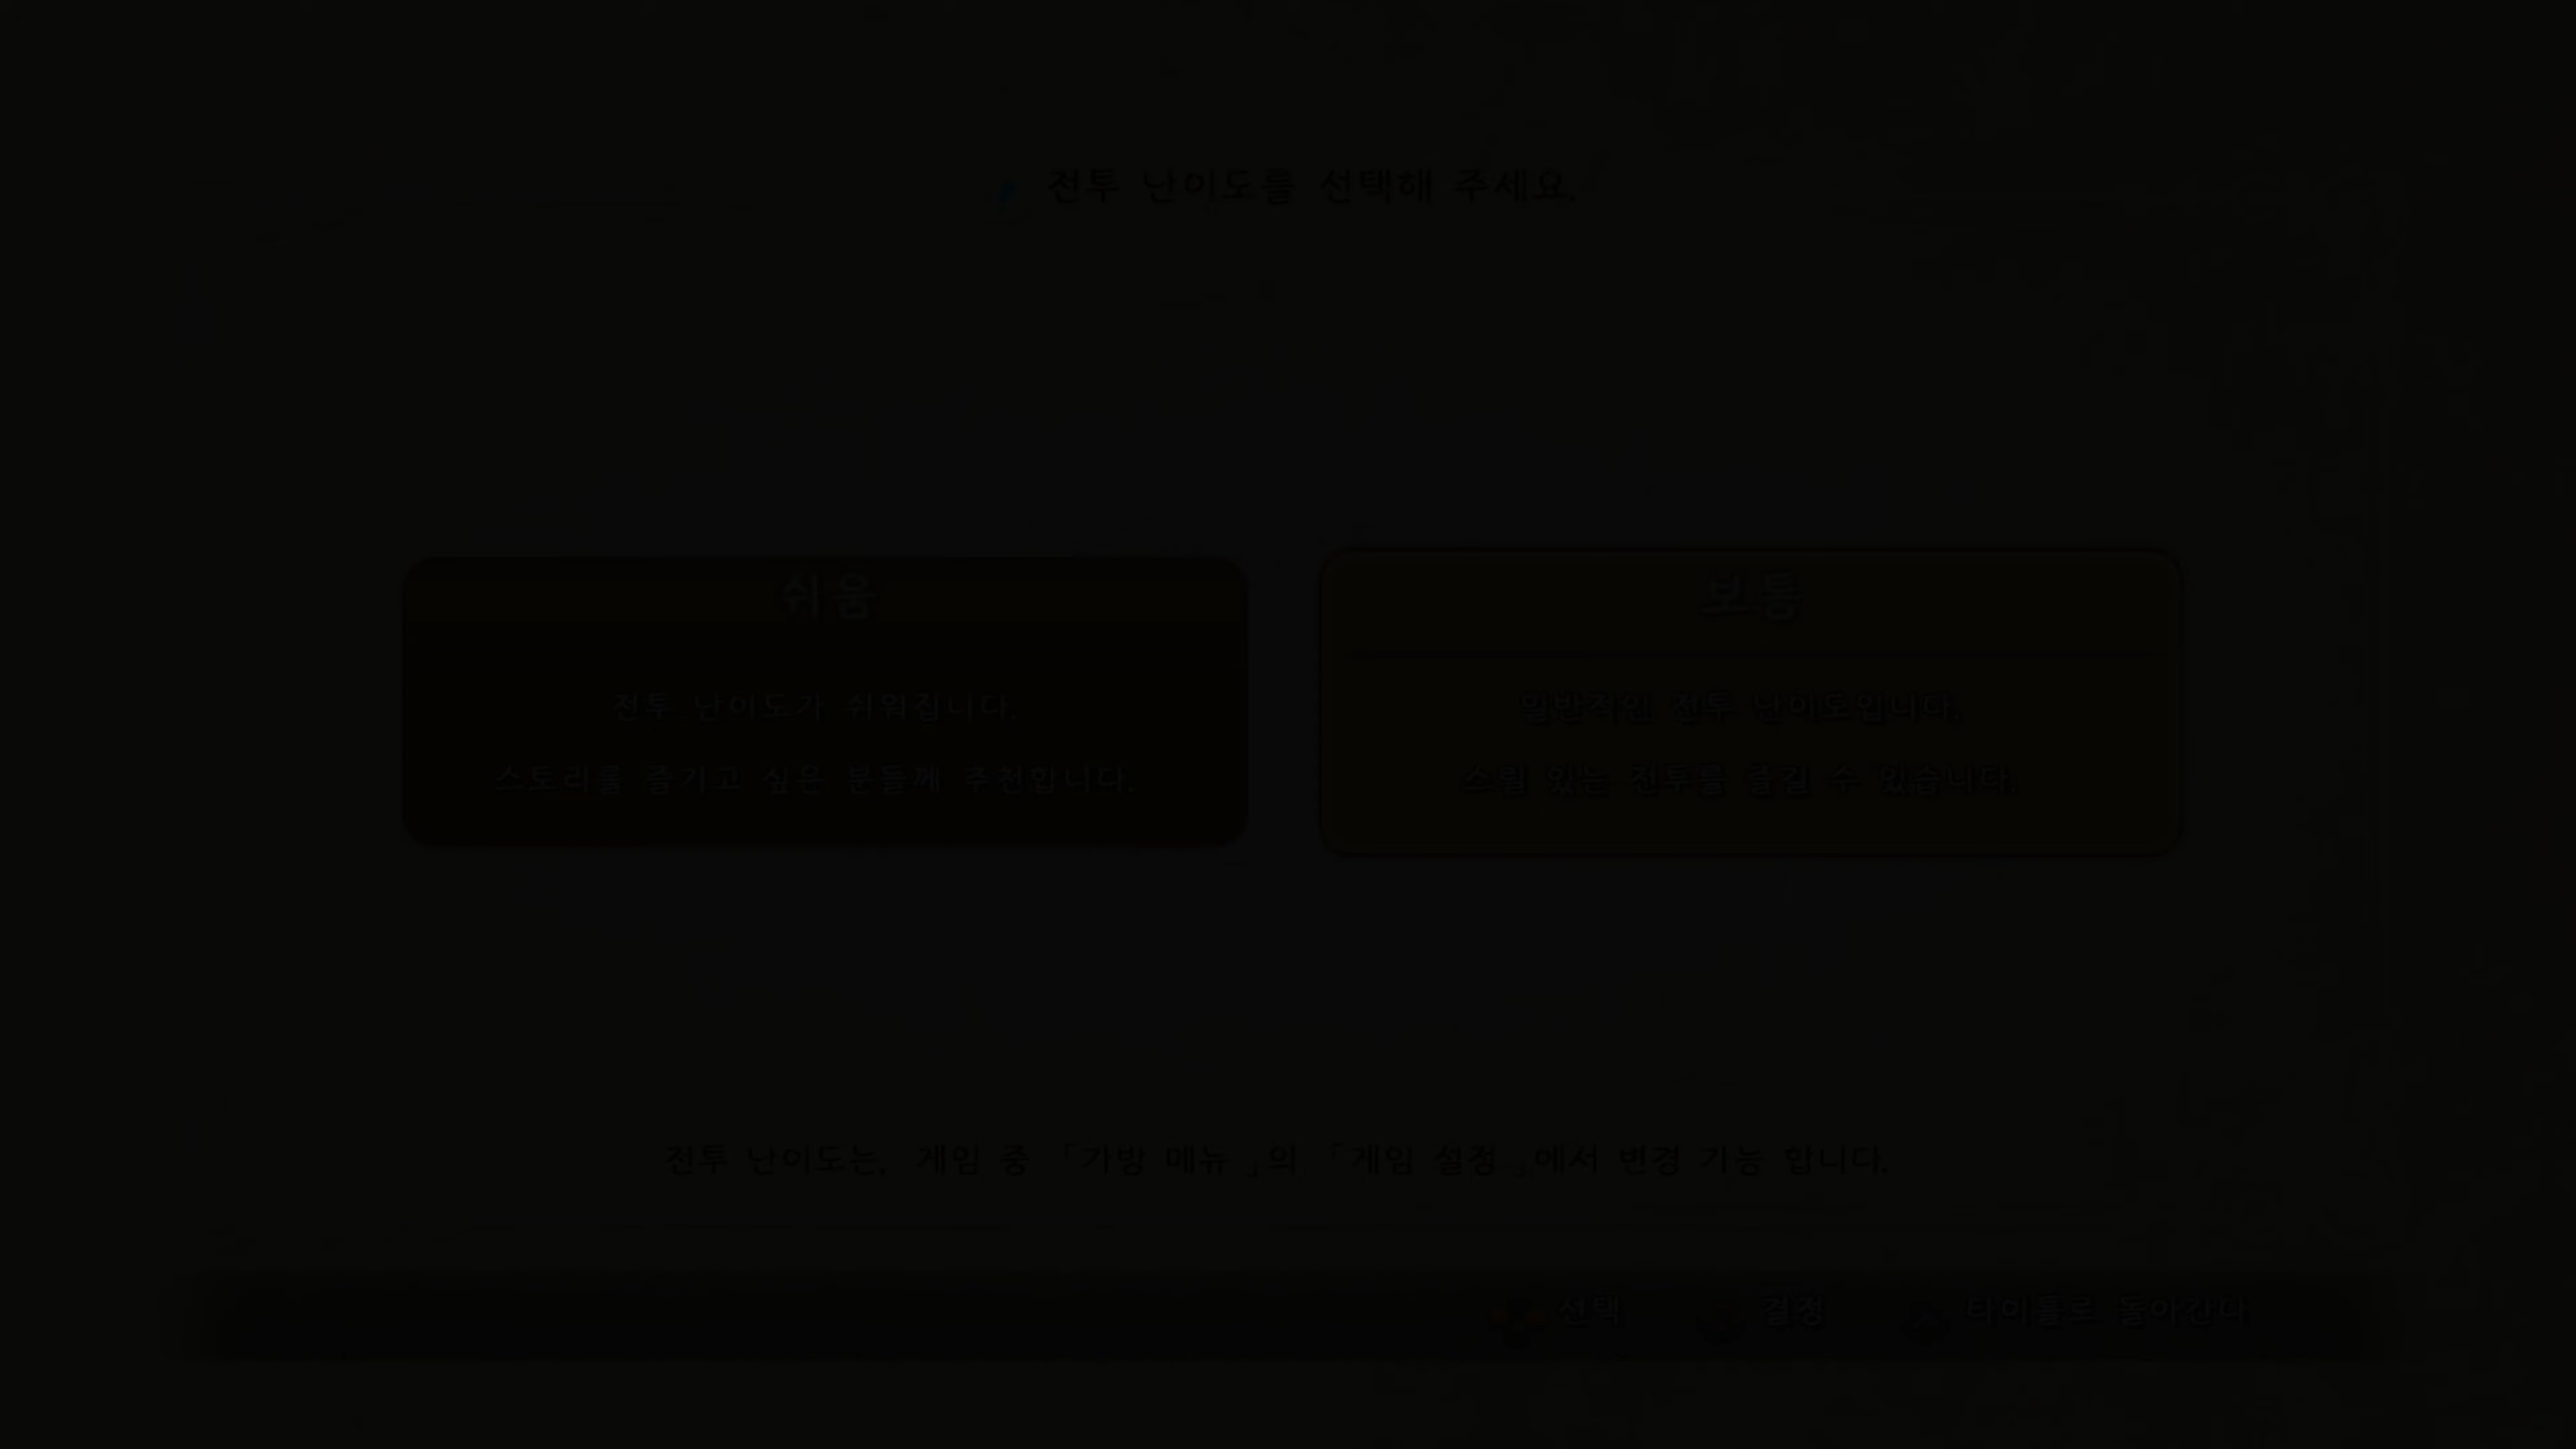 전투 난이도를 선택해 주세요.
쉬움
전투 난이도가 쉬워집니다.
스토리를 즐기고 싶은 분들께 추천합니다.
보통
일반적인 전투 난이도입니다.
스릴 있는 전투를 즐길 수 있습니다.
전투 난이도는, 게임 중 「가방 메뉴 」의 「게임 설정 」에서 변경 가능 합니다.
선택 결정 타이틀로 돌아간다